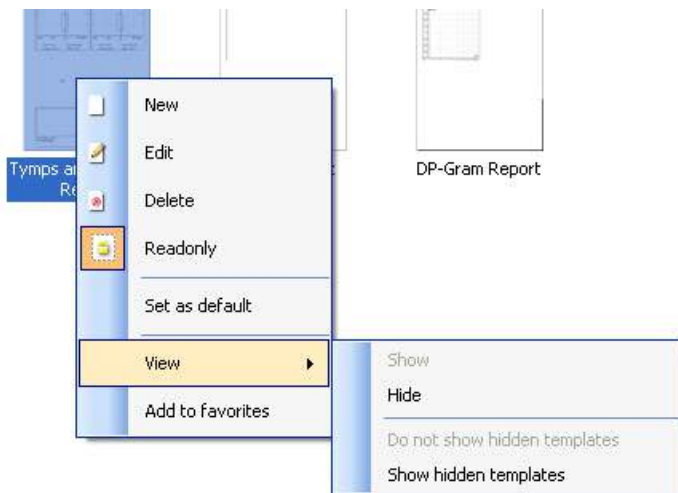 New
Edit
Tymps a
DP-Gram Report
Re
Delete
Readonly
Set as default
View
Show
Hide
Add to favorites
Do not show hidden templates
Show hidden templates